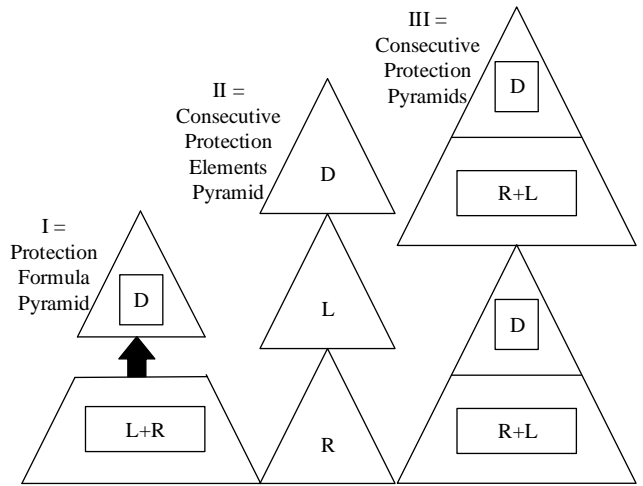 I =
Protection
Formula
Pyramid
D
L+R
II =
Consecutive
Protection
Elements
Pyramid
D
L
R
III =
Consecutive
Protection
Pyramids
D
R+L
D
R+L